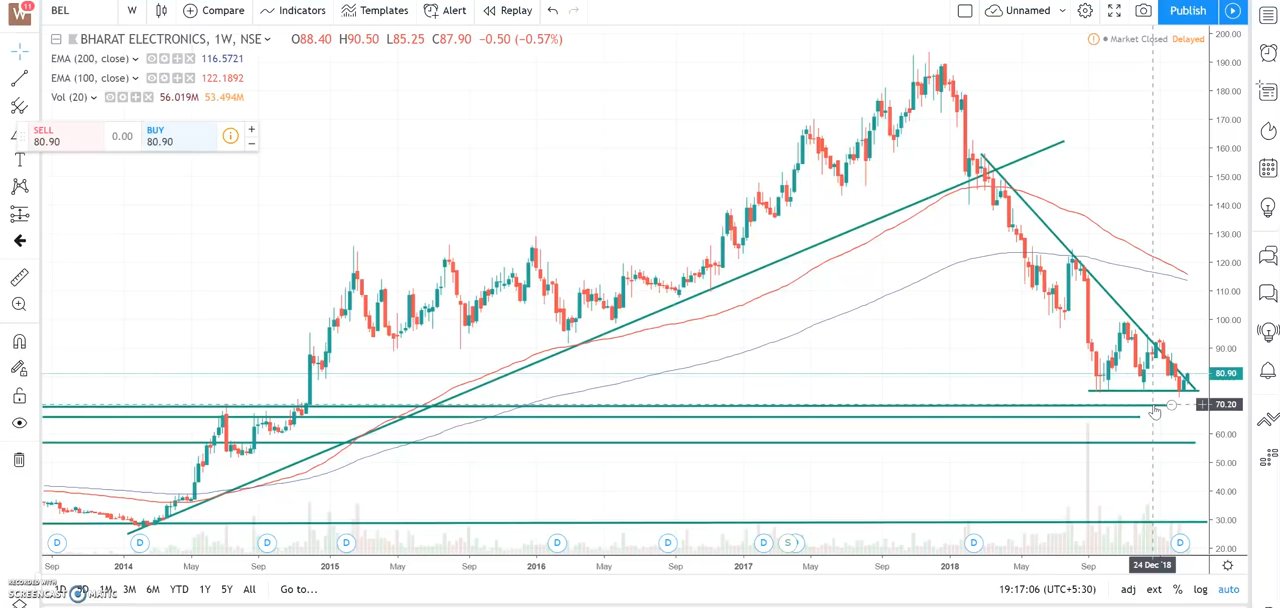 11
BEL W Compare Indicators Templates Alert Replay Unnamed Publish
BHARAT ELECTRONICS, 1W, NSE O88.40 H90.50 L85.25 C87.90 -0.50 (-0.57%)
Market Closed Delayed
EMA (200, close) 116.5721
EMA (100, close) 122.1892
Vol (20) 56.019M 53.494M
SELL 80.90 0.00 BUY 80.90
200.00
190.00
180.00
170.00
160.00
150.00
140.00
130.00
120.00
110.00
100.00
90.00
80.90
70.20
60.00
50.00
40.00
30.00
20.00
D D D D D D D S D D
Sep 2014 May Sep 2015 May Sep 2016 May Sep 2017 May Sep 2018 May Sep 24 Dec '18
1D 5D 1M 3M 6M YTD 1Y 5Y All Go to... 19:17:06 (UTC+5:30) adj ext % log auto
RECORDED WITH
SCREENCAST MATIC